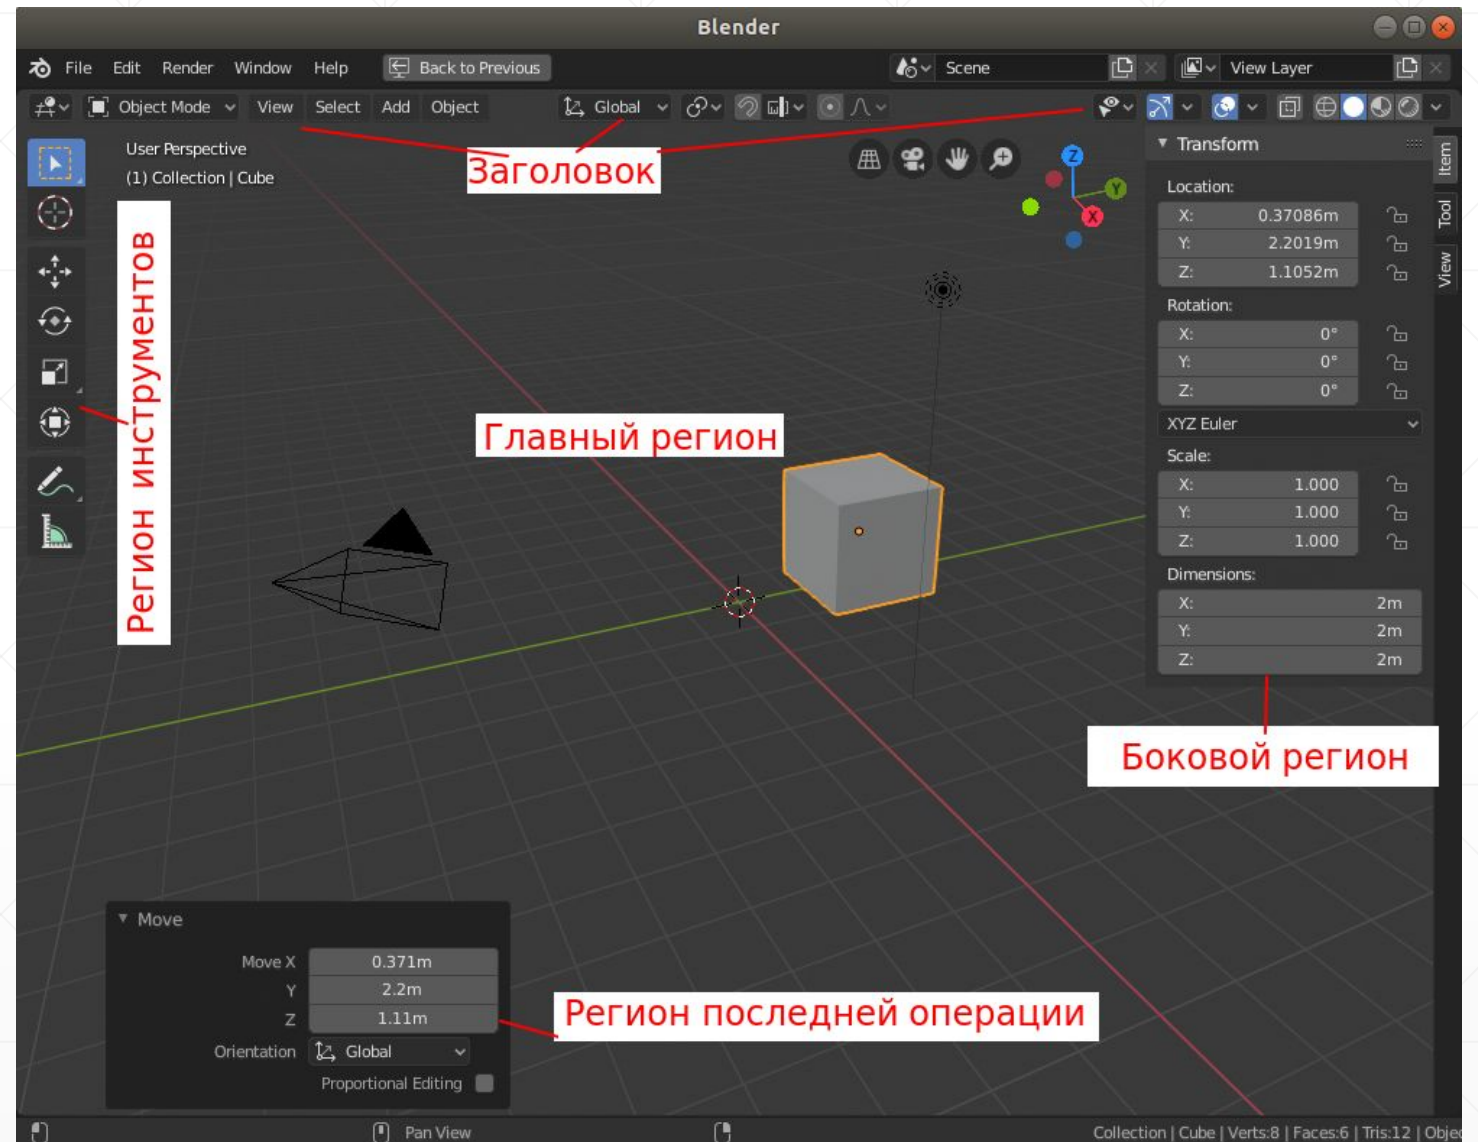 Blender
File Edit Render Window Help Back to Previous Scene View Layer
Object Mode View Select Add Object Global
Заголовок
User Perspective
(1) Collection | Cube
Z
Y
X
Регион инструментов
Главный регион
Transform
Item
Tool
View
Location:
X: 0.37086m
Y: 2.2019m
Z: 1.1052m
Rotation:
X: 0°
Y: 0°
Z: 0°
XYZ Euler
Scale:
X: 1.000
Y: 1.000
Z: 1.000
Dimensions:
X: 2m
Y: 2m
Z: 2m
Боковой регион
Move
Move X 0.371m
Y 2.2m
Z 1.11m
Регион последней операции
Orientation Global
Proportional Editing
Pan View Collection | Cube | Verts:8 | Faces:6 | Tris:12 | Objec